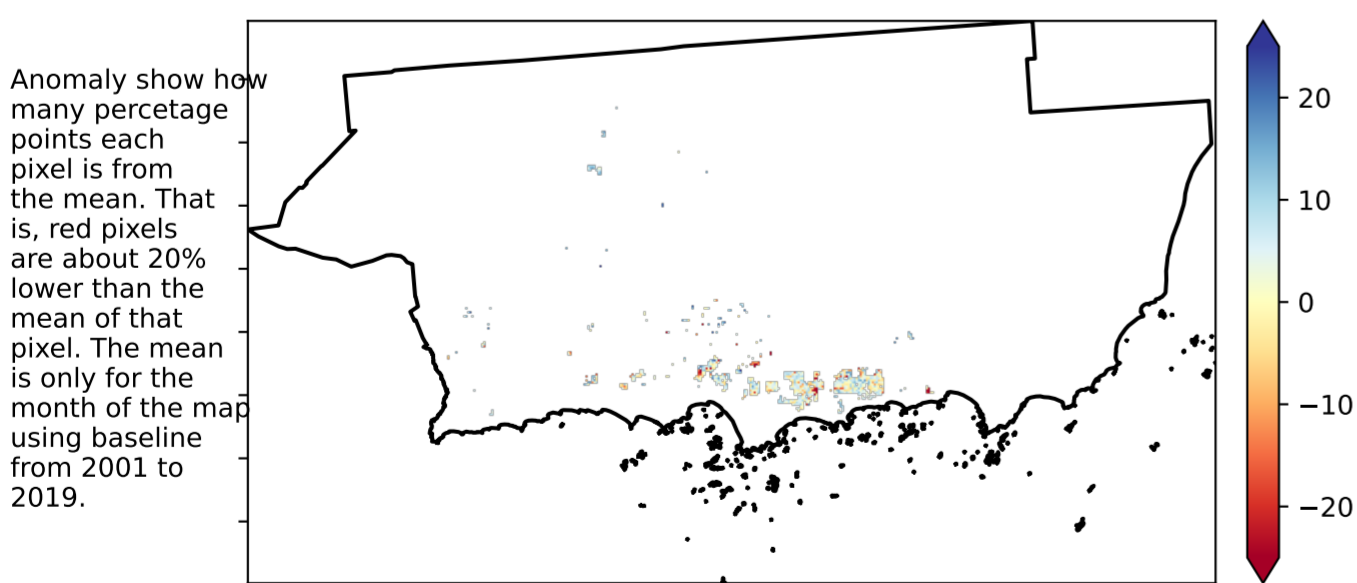 Anomaly show how
many percetage
points each
pixel is from
the mean. That
is, red pixels
are about 20%
lower than the
mean of that
pixel. The mean
is only for the
month of the map
using baseline
from 2001 to
2019.
20
10
0
−10
−20